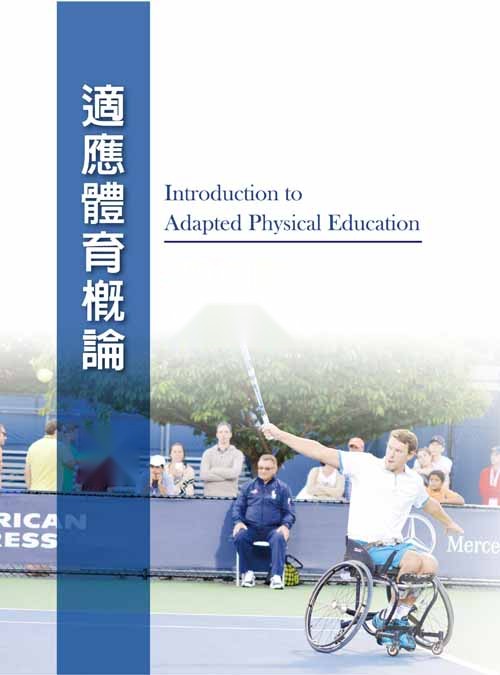 適應體育概論
Introduction to
Adapted Physical Education
RICAN
RESS
Merce